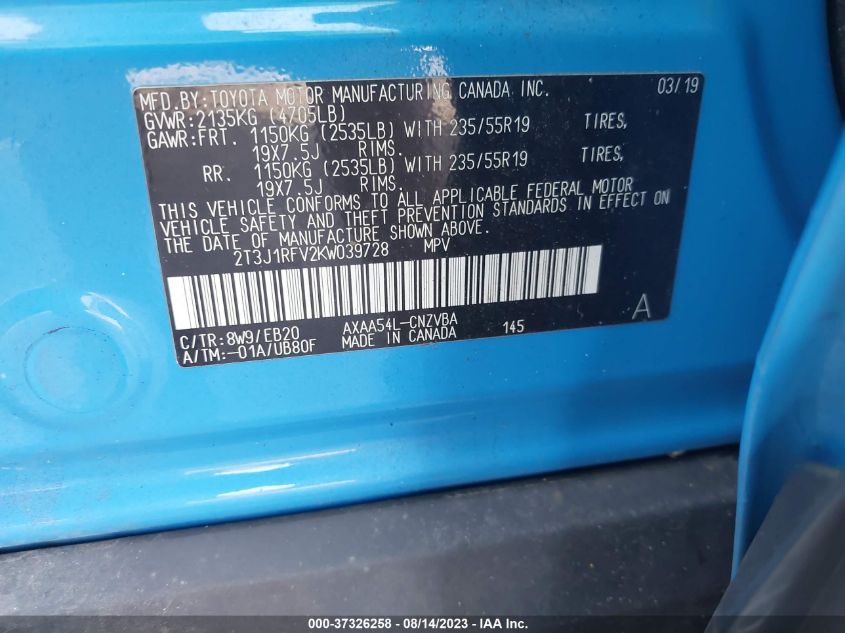 MFD.BY:TOYOTA MOTOR MANUFACTURING CANADA INC. 03/19
GVWR:2135KG (4705LB)
GAWR:FRT. 1150KG (2535LB) WITH 235/55R19 TIRES,
19X7.5J RIMS.
RR. 1150KG (2535LB) WITH 235/55R19 TIRES,
19X7.5J RIMS.
THIS VEHICLE CONFORMS TO ALL APPLICABLE FEDERAL MOTOR
VEHICLE SAFETY AND THEFT PREVENTION STANDARDS IN EFFECT ON
THE DATE OF MANUFACTURE SHOWN ABOVE.
2T3J1RFV2KW039728 MPV
A
C/TR:8W9/EB20 AXAA54L-CNZVBA 145
A/TM:-01A/UB80F MADE IN CANADA
000-37326258 - 08/14/2023 - IAAI.COM